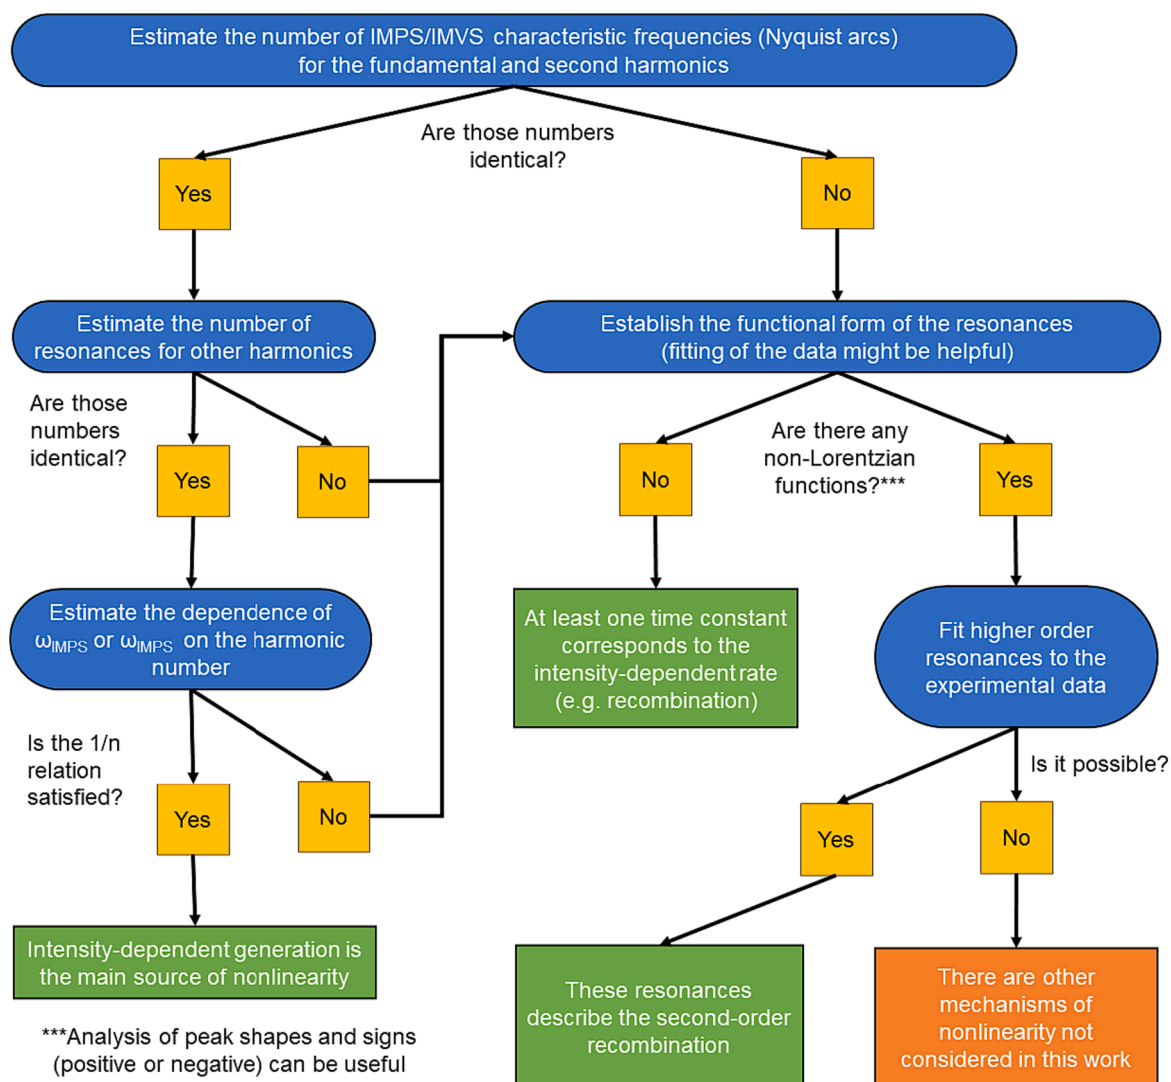 Estimate the number of IMPS/IMVS characteristic frequencies (Nyquist arcs)
for the fundamental and second harmonics
Are those numbers
identical?
Yes
No
Estimate the number of
resonances for other harmonics
Establish the functional form of the resonances
(fitting of the data might be helpful)
Are those
numbers
identical?
Yes
No
Are there any
non-Lorentzian
functions?***
No
Yes
Estimate the dependence of
ωIMPS or ωIMPS on the harmonic
number
At least one time constant
corresponds to the
intensity-dependent rate
(e.g. recombination)
Fit higher order
resonances to the
experimental data
Is the 1/n
relation
satisfied?
Yes
No
Is it possible?
Yes
No
Intensity-dependent generation is
the main source of nonlinearity
These resonances
describe the second-order
recombination
There are other
mechanisms of
nonlinearity not
considered in this work
***Analysis of peak shapes and signs
(positive or negative) can be useful